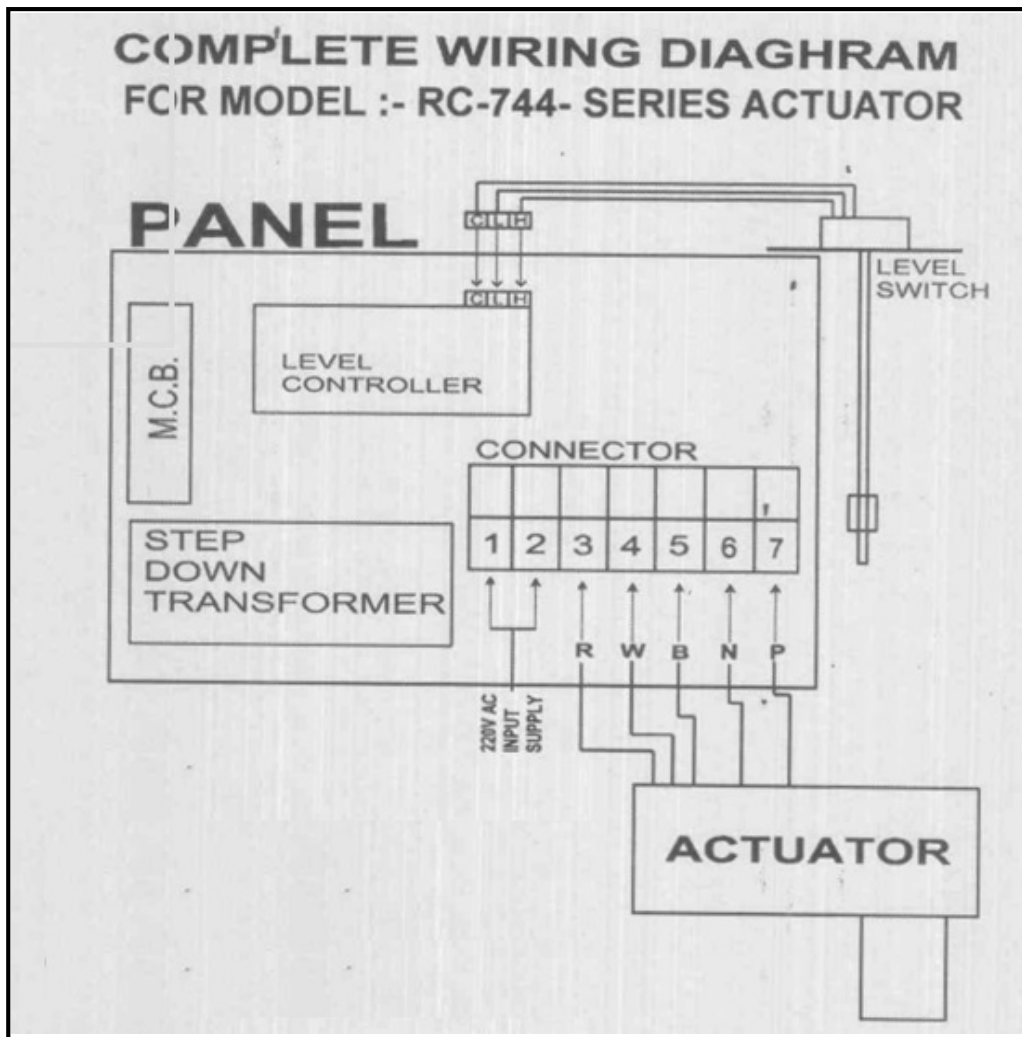 COMPLETE WIRING DIAGHRAM
FOR MODEL :- RC-744- SERIES ACTUATOR
PANEL
C L H
LEVEL
SWITCH
C L H
LEVEL
CONTROLLER
M.C.B.
CONNECTOR
STEP
DOWN
TRANSFORMER
1 2 3 4 5 6 7
R W B N P
220V AC
INPUT
SUPPLY
ACTUATOR